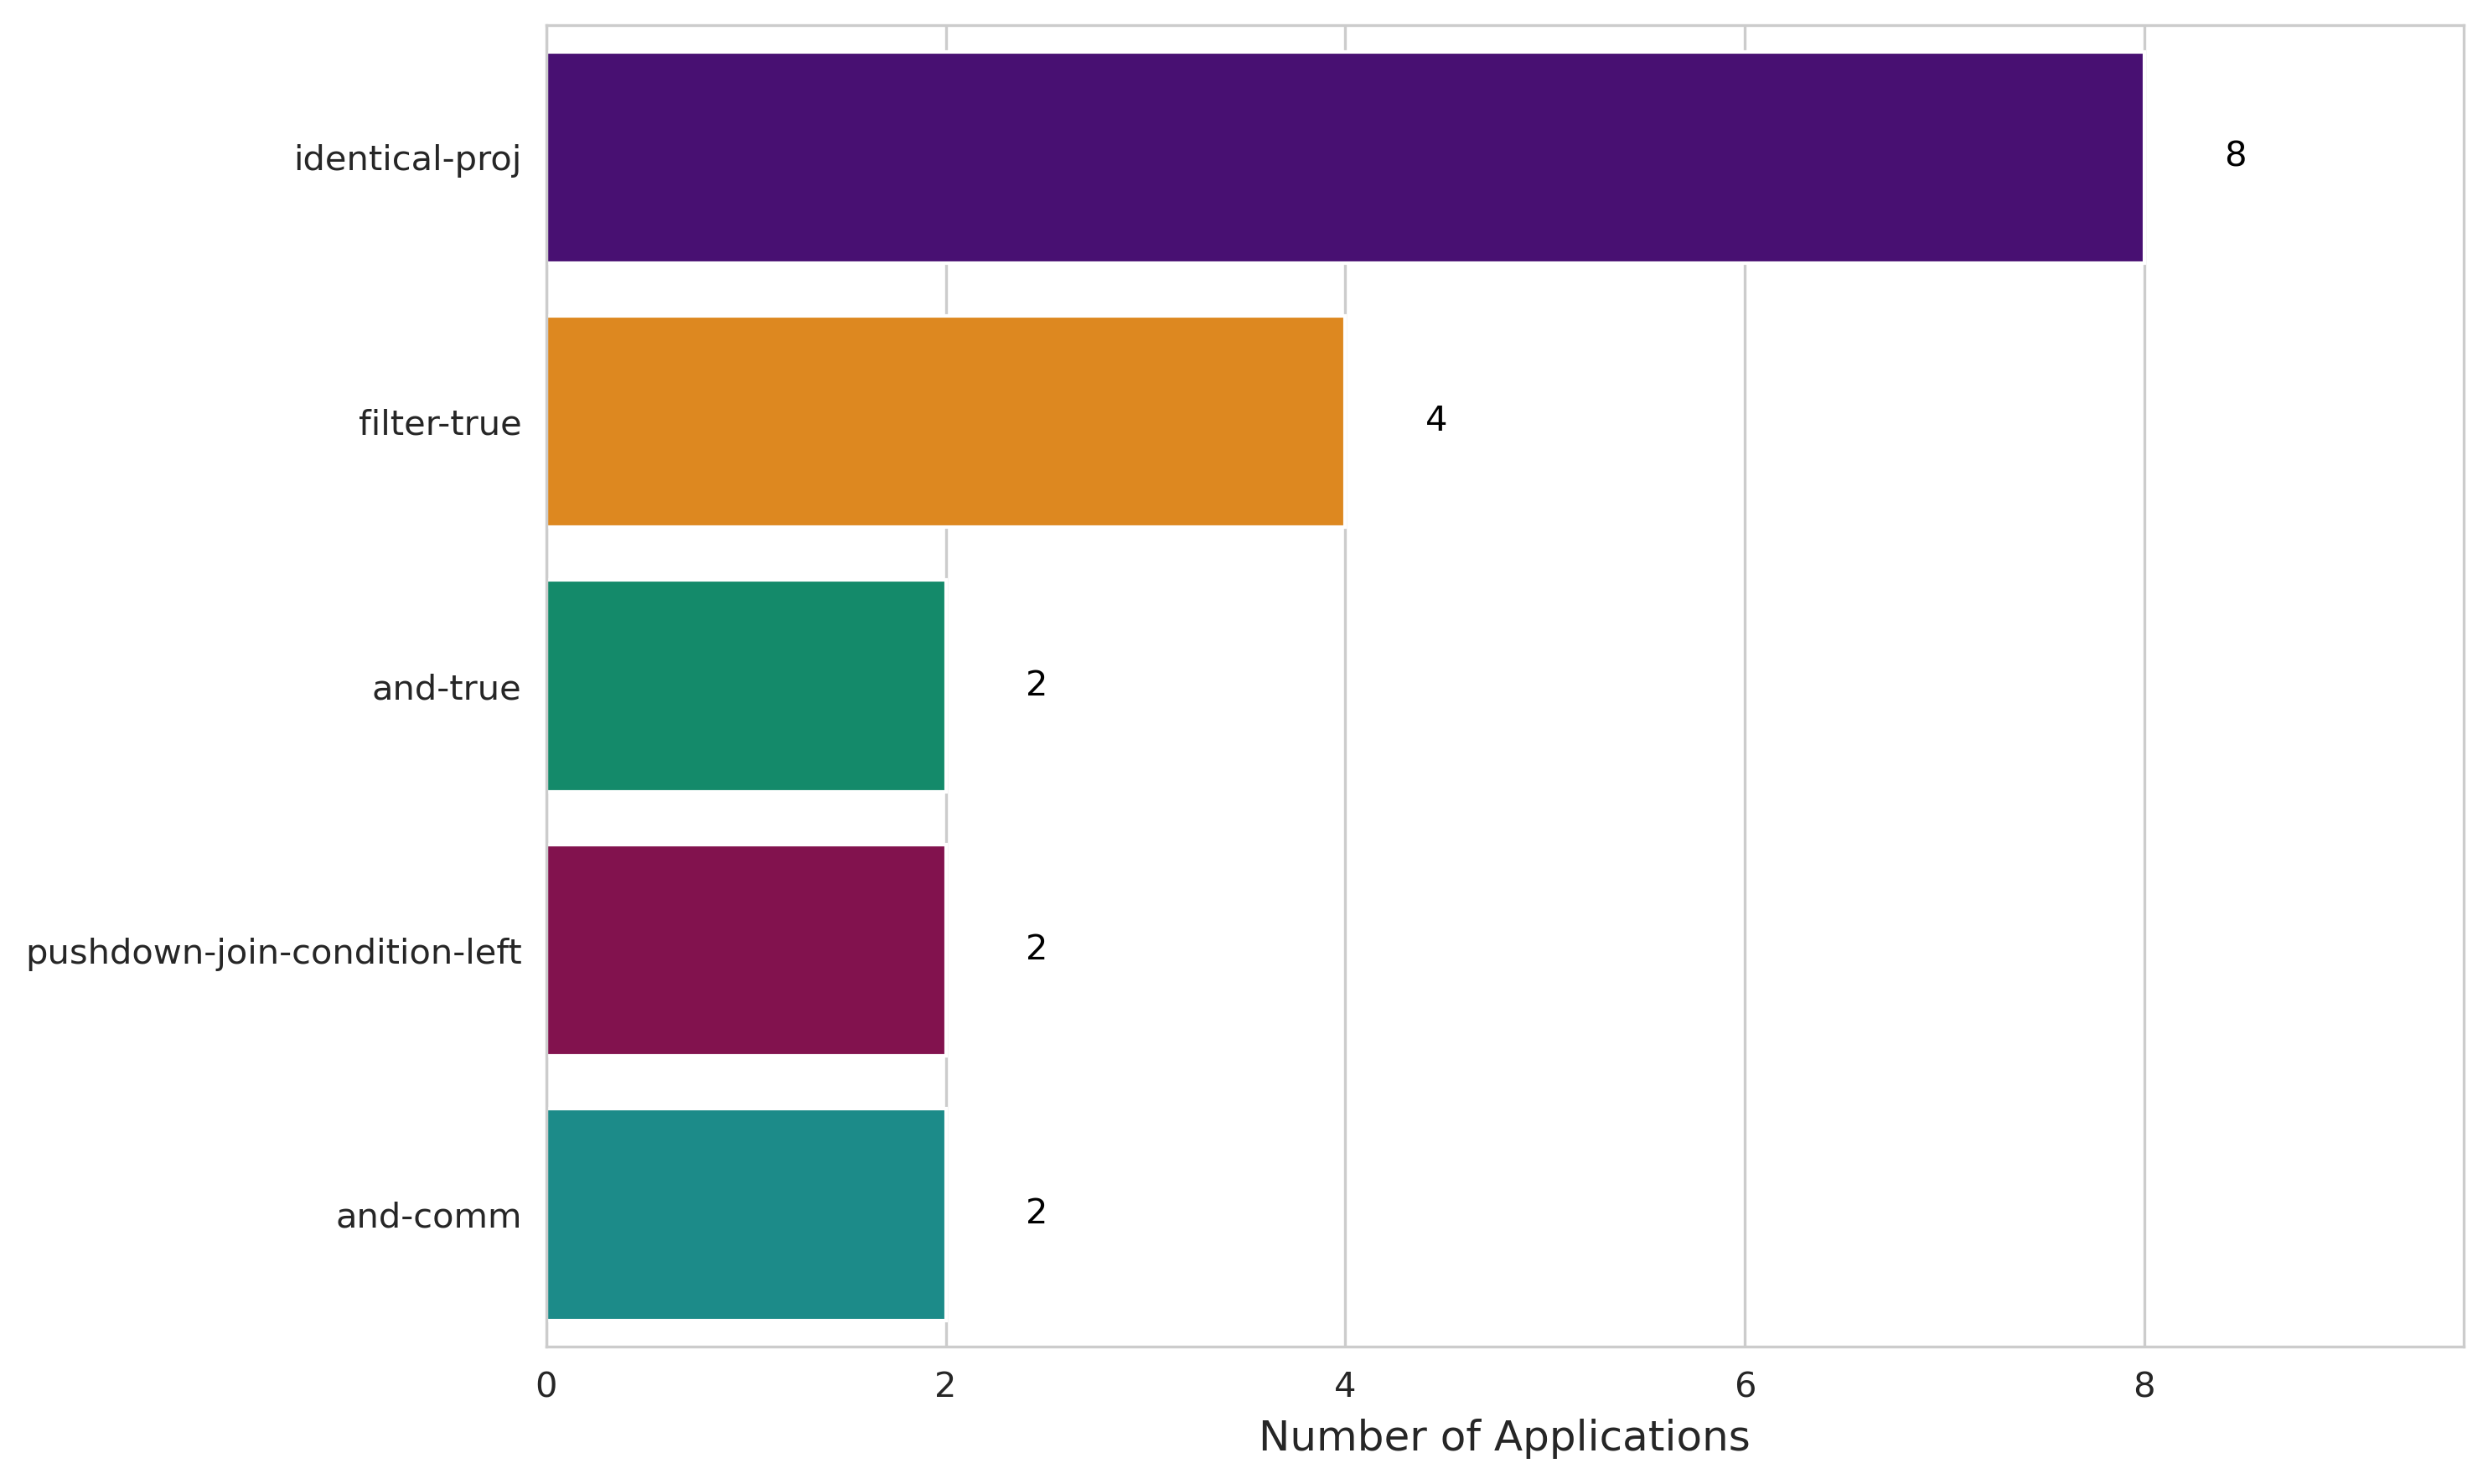 identical-proj
8
filter-true
4
and-true
2
pushdown-join-condition-left
2
and-comm
2
0 2 4 6 8
Number of Applications